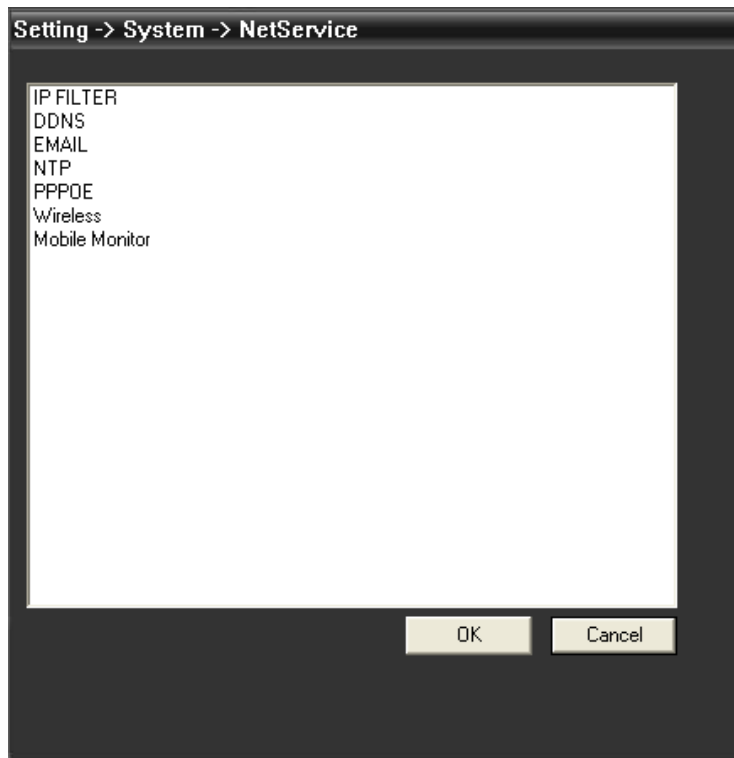 Setting -> System -> NetService
IP FILTER
DDNS
EMAIL
NTP
PPPOE
Wireless
Mobile Monitor
OK
Cancel